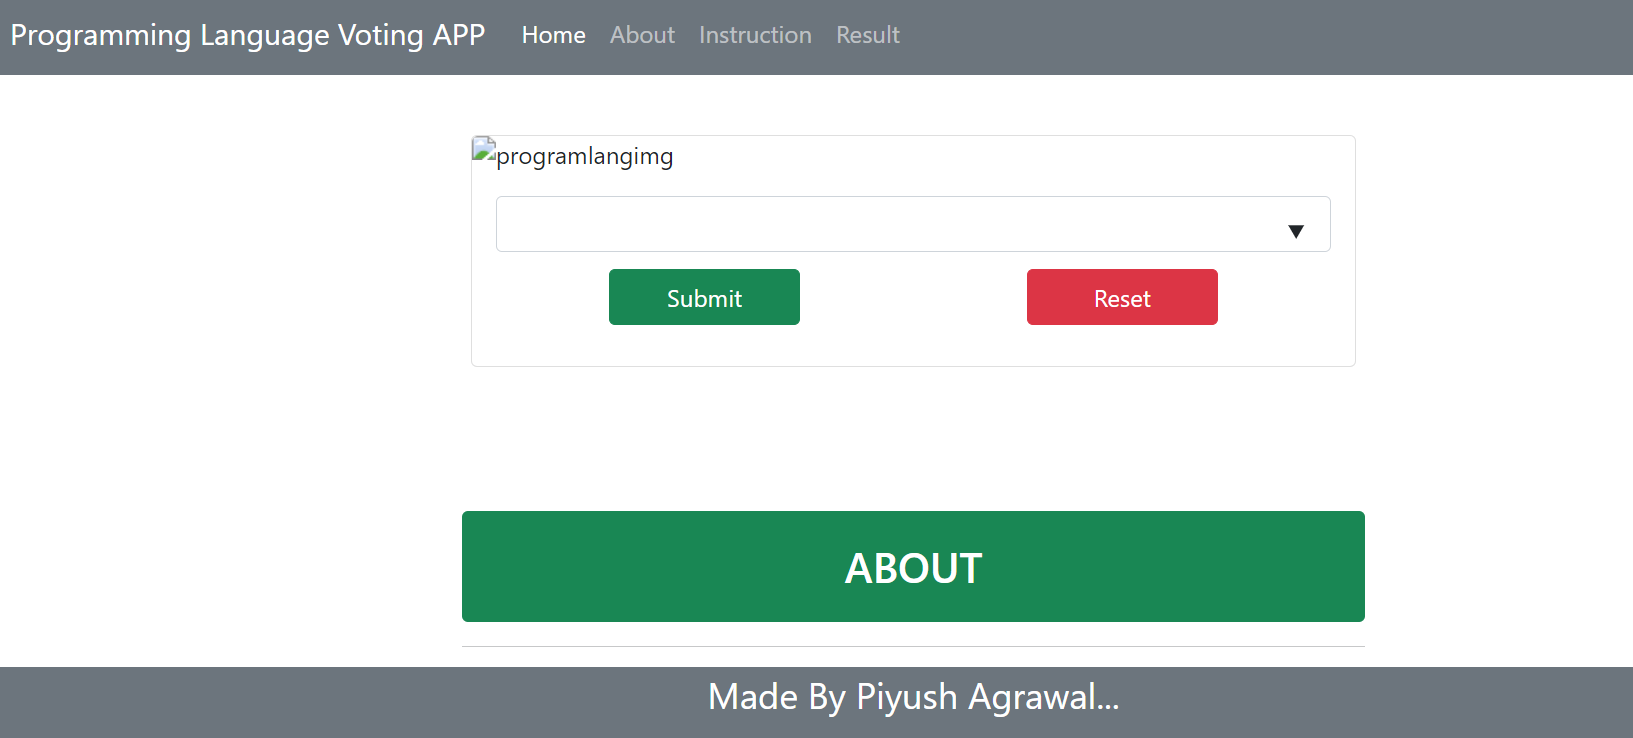 Programming Language Voting APP Home About Instruction Result
programlangimg
Submit Reset
ABOUT
Made By Piyush Agrawal...